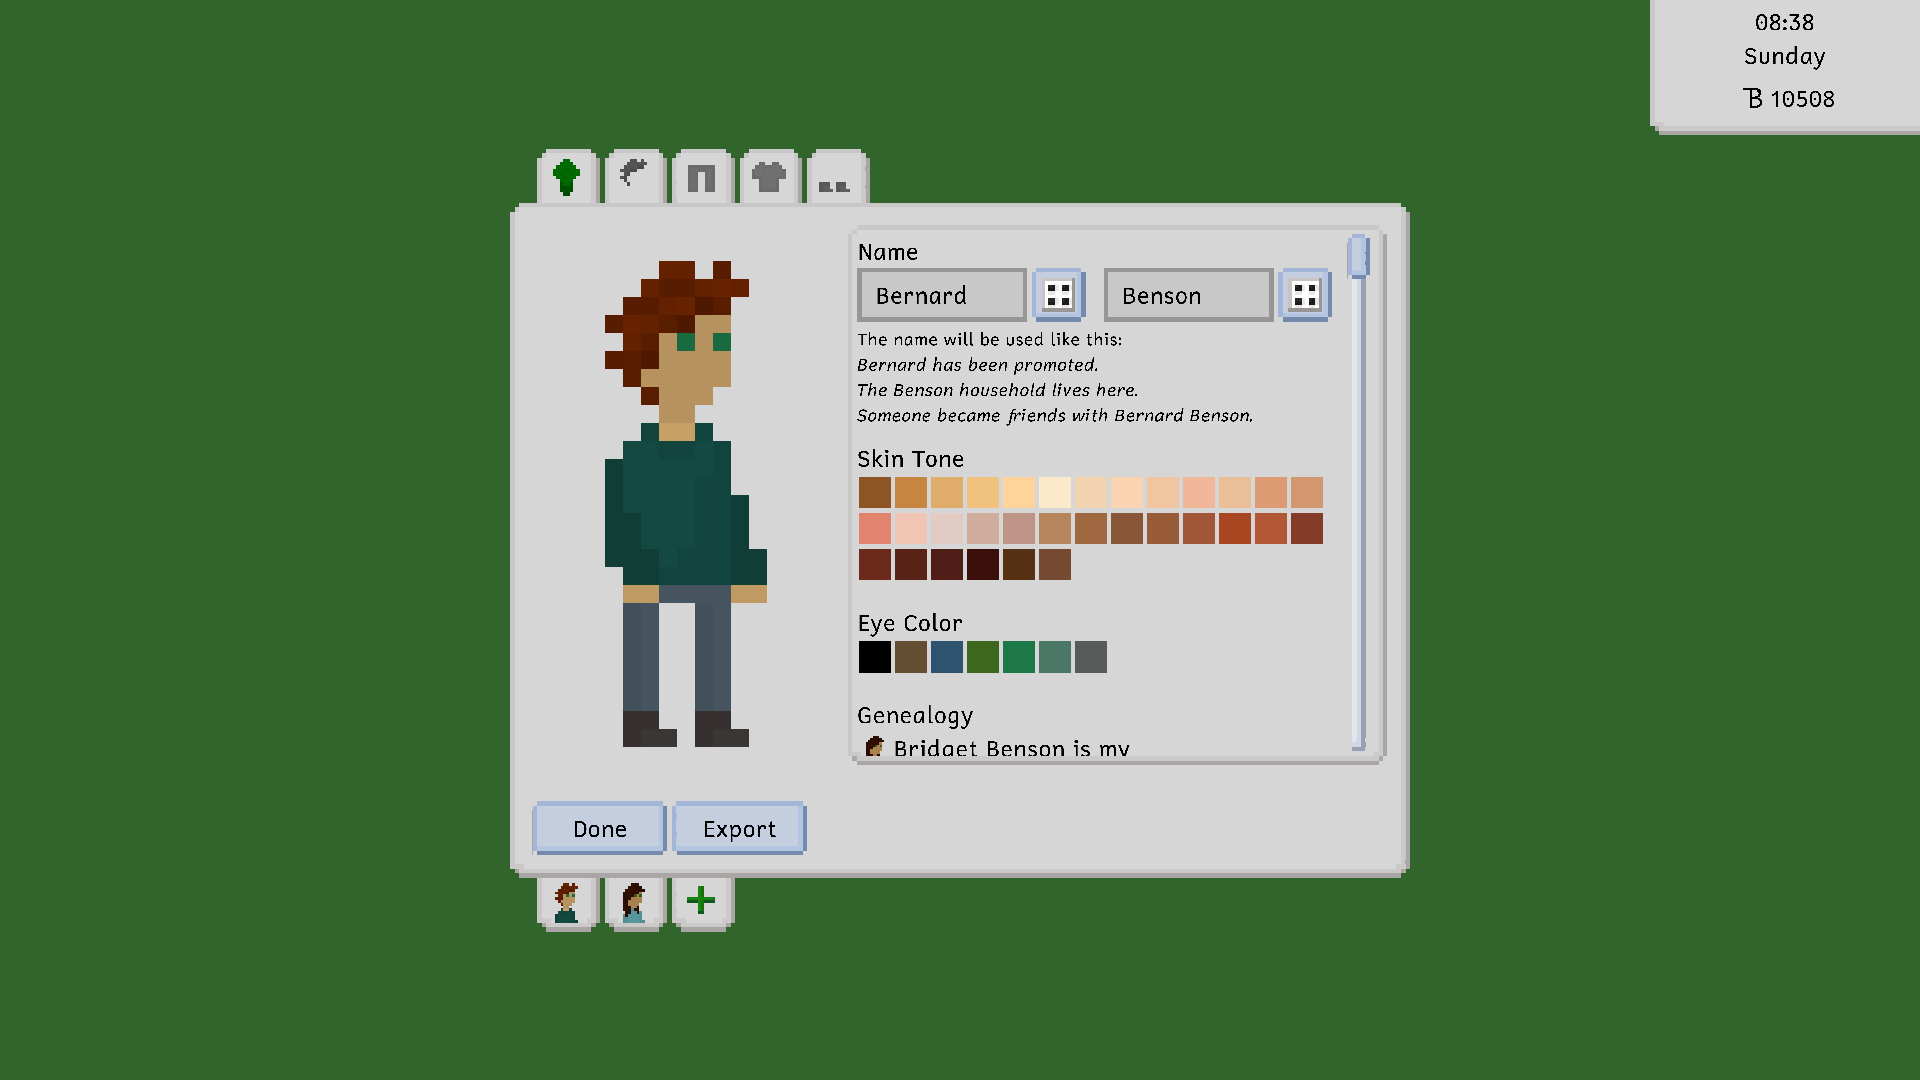 08:38
Sunday
10508
Name
Bernard
Benson
The name will be used like this:
Bernard has been promoted.
The Benson household lives here.
Someone became friends with Bernard Benson.
Skin Tone
Eye Color
Genealogy
Bridget Benson is my
Done
Export